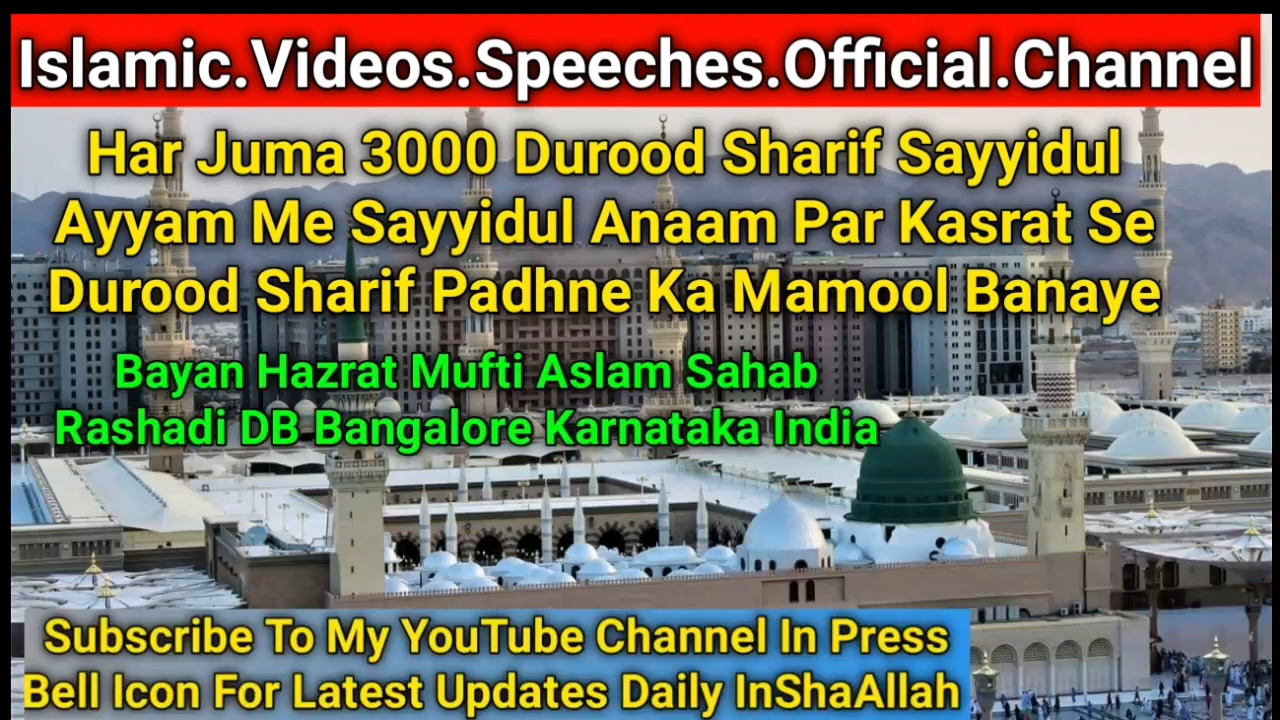 Islamic.Videos.Speeches.Official.Channel
Har Juma 3000 Durood Sharif Sayyidul
Ayyam Me Sayyidul Anaam Par Kasrat Se
Durood Sharif Padhne Ka Mamool Banaye
Bayan Hazrat Mufti Aslam Sahab
Rashadi DB Bangalore Karnataka India
Subscribe To My YouTube Channel In Press
Bell Icon For Latest Updates Daily InShaAllah